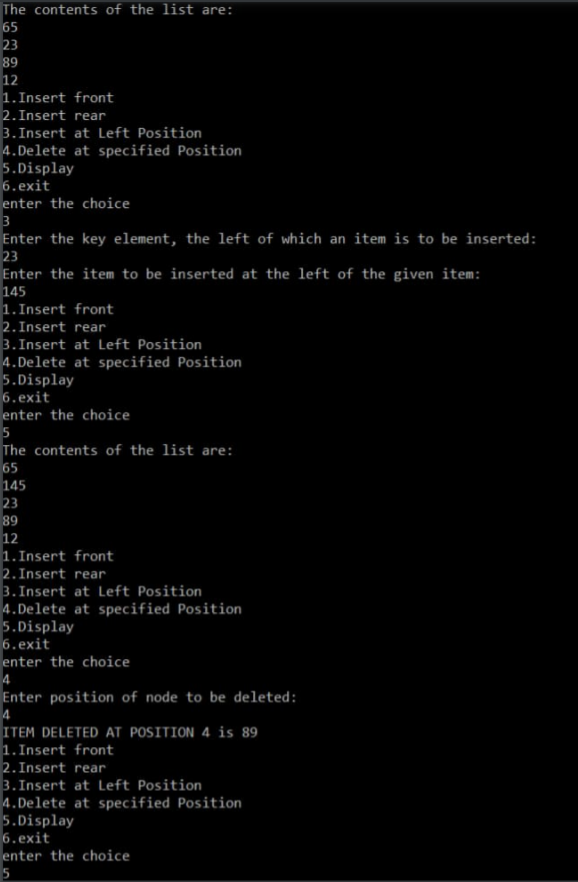 The contents of the list are:
65
23
89
12
1.Insert front
2.Insert rear
3.Insert at Left Position
4.Delete at specified Position
5.Display
6.exit
enter the choice
3
Enter the key element, the left of which an item is to be inserted:
23
Enter the item to be inserted at the left of the given item:
145
1.Insert front
2.Insert rear
3.Insert at Left Position
4.Delete at specified Position
5.Display
6.exit
enter the choice
5
The contents of the list are:
65
145
23
89
12
1.Insert front
2.Insert rear
3.Insert at Left Position
4.Delete at specified Position
5.Display
6.exit
enter the choice
4
Enter position of node to be deleted:
4
ITEM DELETED AT POSITION 4 is 89
1.Insert front
2.Insert rear
3.Insert at Left Position
4.Delete at specified Position
5.Display
6.exit
enter the choice
5